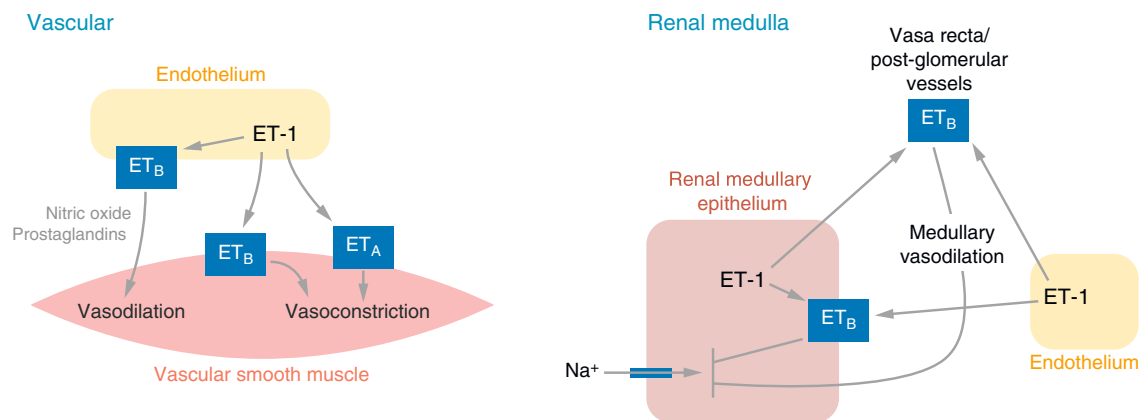 Vascular
Endothelium
ET-1
ETB
Nitric oxide
Prostaglandins
ETB
ETA
Vasodilation
Vasoconstriction
Vascular smooth muscle
Renal medulla
Vasa recta/
post-glomerular
vessels
ETB
Renal medullary
epithelium
Medullary
vasodilation
ET-1
ET-1
ETB
Endothelium
Na+